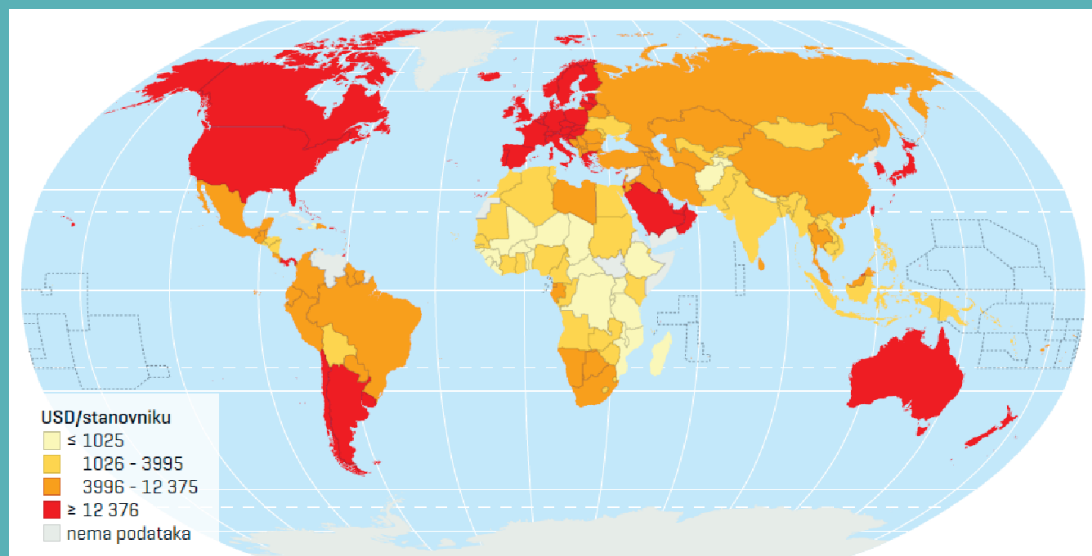 USD/stanovniku
≤ 1025
1026 - 3995
3996 - 12 375
≥ 12 376
nema podataka